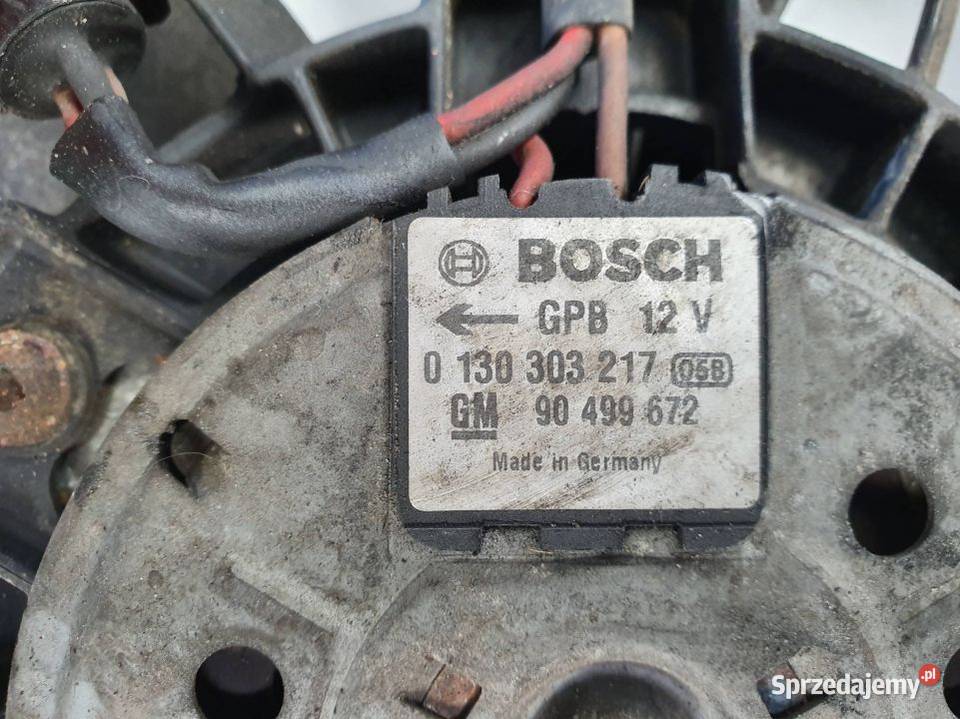 BOSCH
GPB 12 V
0 130 303 217 05B
GM 90 499 672
Made in Germany
Sprzedajemy.pl